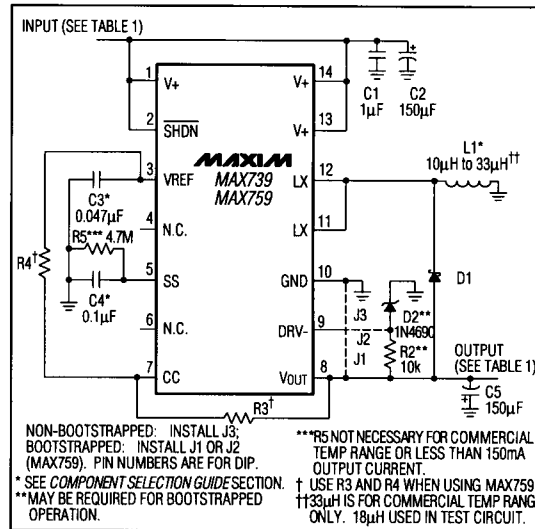 INPUT (SEE TABLE 1)
1 V+
2 SHDN
3 VREF
4 N.C.
5 SS
6 N.C.
7 CC
MAXIM
MAX739
MAX759
V+ 14
V+ 13
LX 12
LX 11
GND 10
DRV- 9
VOUT 8
C1
1µF
C2
150µF
L1*
10µH to 33µH††
C3*
0.047µF
R5*** 4.7M
R4†
C4*
0.1µF
D1
J3
J2
J1
D2**
1N4690
R2**
10k
OUTPUT
(SEE TABLE 1)
C5
150µF
R3†
NON-BOOTSTRAPPED: INSTALL J3;
BOOTSTRAPPED: INSTALL J1 OR J2
(MAX759). PIN NUMBERS ARE FOR DIP.
* SEE COMPONENT SELECTION GUIDE SECTION.
**MAY BE REQUIRED FOR BOOTSTRAPPED
OPERATION.
***R5 NOT NECESSARY FOR COMMERCIAL
TEMP RANGE OR LESS THAN 150mA
OUTPUT CURRENT.
† USE R3 AND R4 WHEN USING MAX759
††33µH IS FOR COMMERCIAL TEMP RANG
ONLY. 18µH USED IN TEST CIRCUIT.